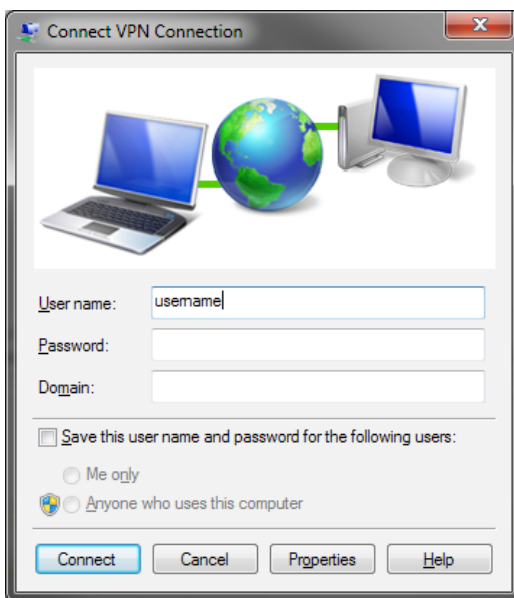 Connect VPN Connection
User name:
username
Password:
Domain:
Save this user name and password for the following users:
Me only
Anyone who uses this computer
Connect Cancel Properties Help